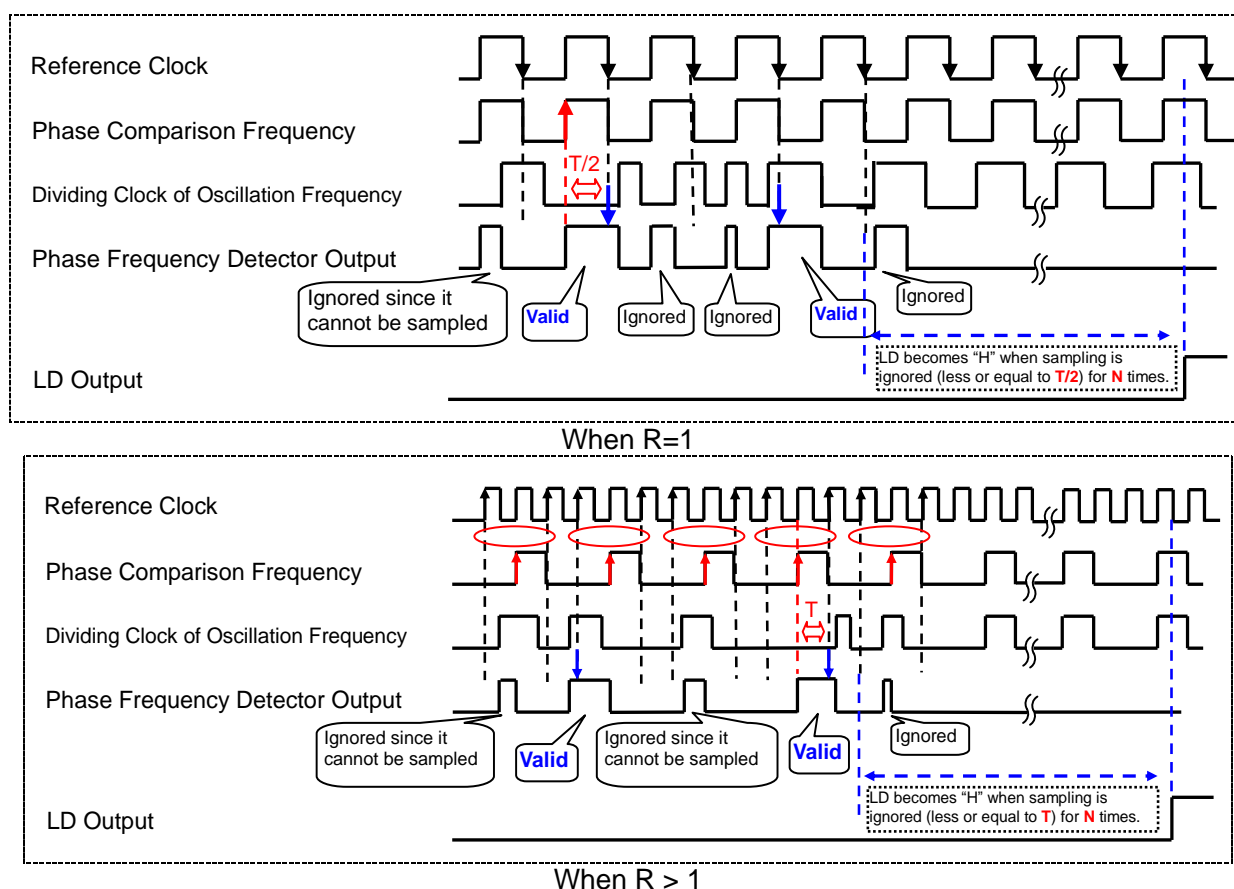 Reference Clock
Phase Comparison Frequency
T/2
Dividing Clock of Oscillation Frequency
Phase Frequency Detector Output
Ignored since it
cannot be sampled
Valid
Ignored
Ignored
Valid
Ignored
LD becomes “H” when sampling is
ignored (less or equal to T/2) for N times.
LD Output
When R=1
Reference Clock
Phase Comparison Frequency
T
Dividing Clock of Oscillation Frequency
Phase Frequency Detector Output
Ignored since it
cannot be sampled
Valid
Ignored since it
cannot be sampled
Valid
Ignored
LD becomes “H” when sampling is
ignored (less or equal to T) for N times.
LD Output
When R > 1